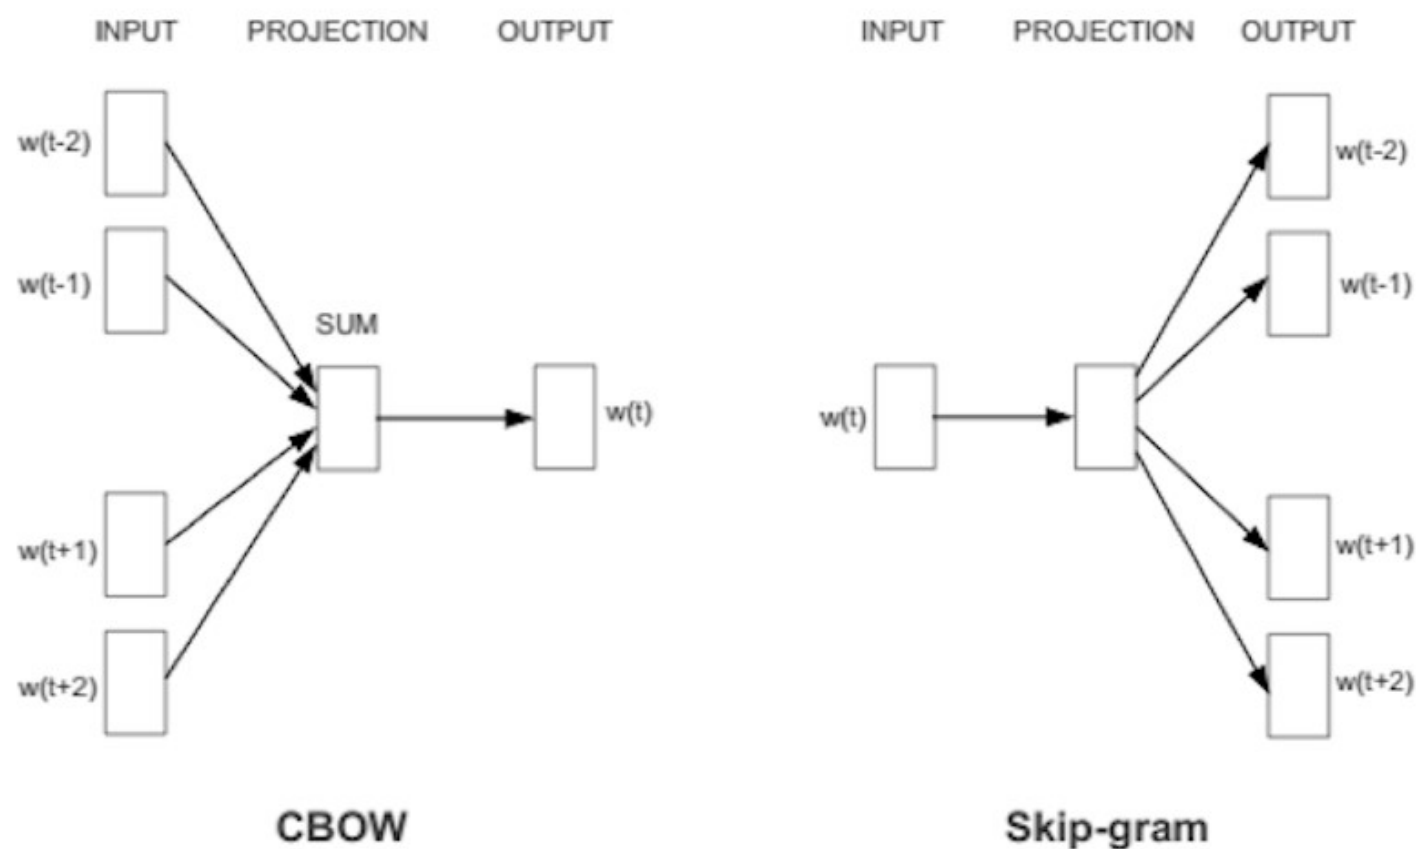 INPUT PROJECTION OUTPUT
w(t-2)
w(t-1)
SUM
w(t)
w(t+1)
w(t+2)
CBOW
INPUT PROJECTION OUTPUT
w(t-2)
w(t-1)
w(t)
w(t+1)
w(t+2)
Skip-gram